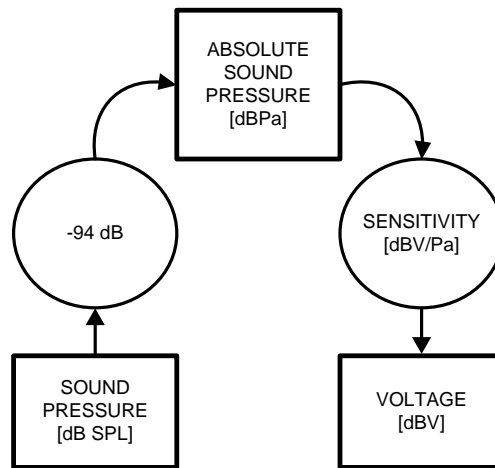 ABSOLUTE
SOUND
PRESSURE
[dBPa]
-94 dB
SENSITIVITY
[dBV/Pa]
SOUND
PRESSURE
[dB SPL]
VOLTAGE
[dBV]